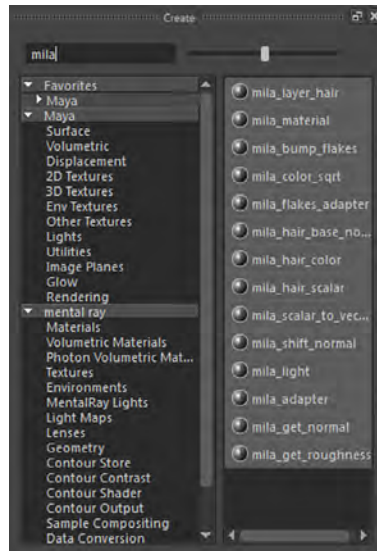 Create
mila
Favorites
Maya
Maya
Surface
Volumetric
Displacement
2D Textures
3D Textures
Env Textures
Other Textures
Lights
Utilities
Image Planes
Glow
Rendering
mental ray
Materials
Volumetric Materials
Photon Volumetric Mat...
Textures
Environments
MentalRay Lights
Light Maps
Lenses
Geometry
Contour Store
Contour Contrast
Contour Shader
Contour Output
Sample Compositing
Data Conversion
mila_layer_hair
mila_material
mila_bump_flakes
mila_color_sqrt
mila_flakes_adapter
mila_hair_base_no...
mila_hair_color
mila_hair_scalar
mila_scalar_to_vec...
mila_shift_normal
mila_light
mila_adapter
mila_get_normal
mila_get_roughness